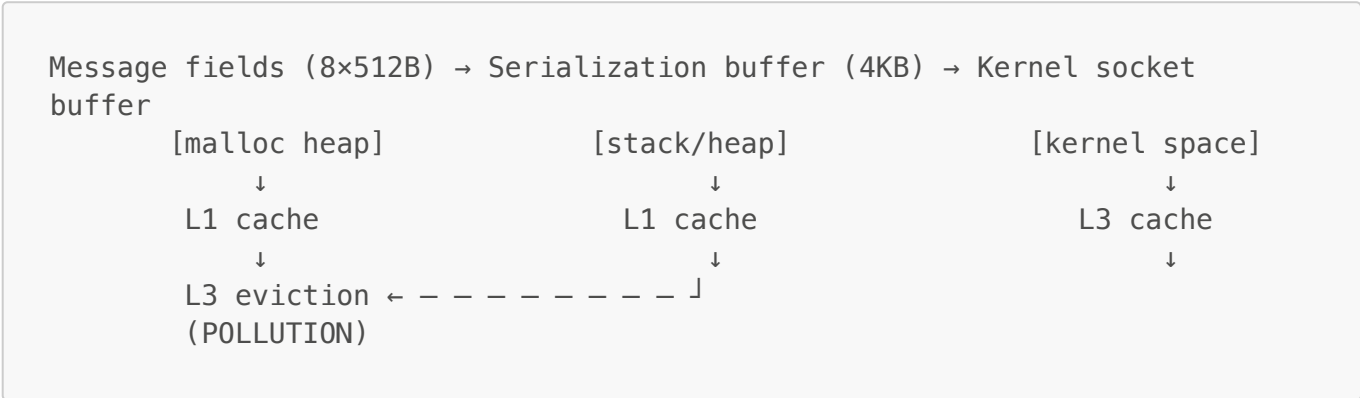 Message fields (8×512B) → Serialization buffer (4KB) → Kernel socket
buffer
[malloc heap] [stack/heap] [kernel space]
↓ ↓ ↓
L1 cache L1 cache L3 cache
↓ ↓ ↓
L3 eviction ← ─ ─ ─ ─ ─ ─ ─ ─ ┘
(POLLUTION)